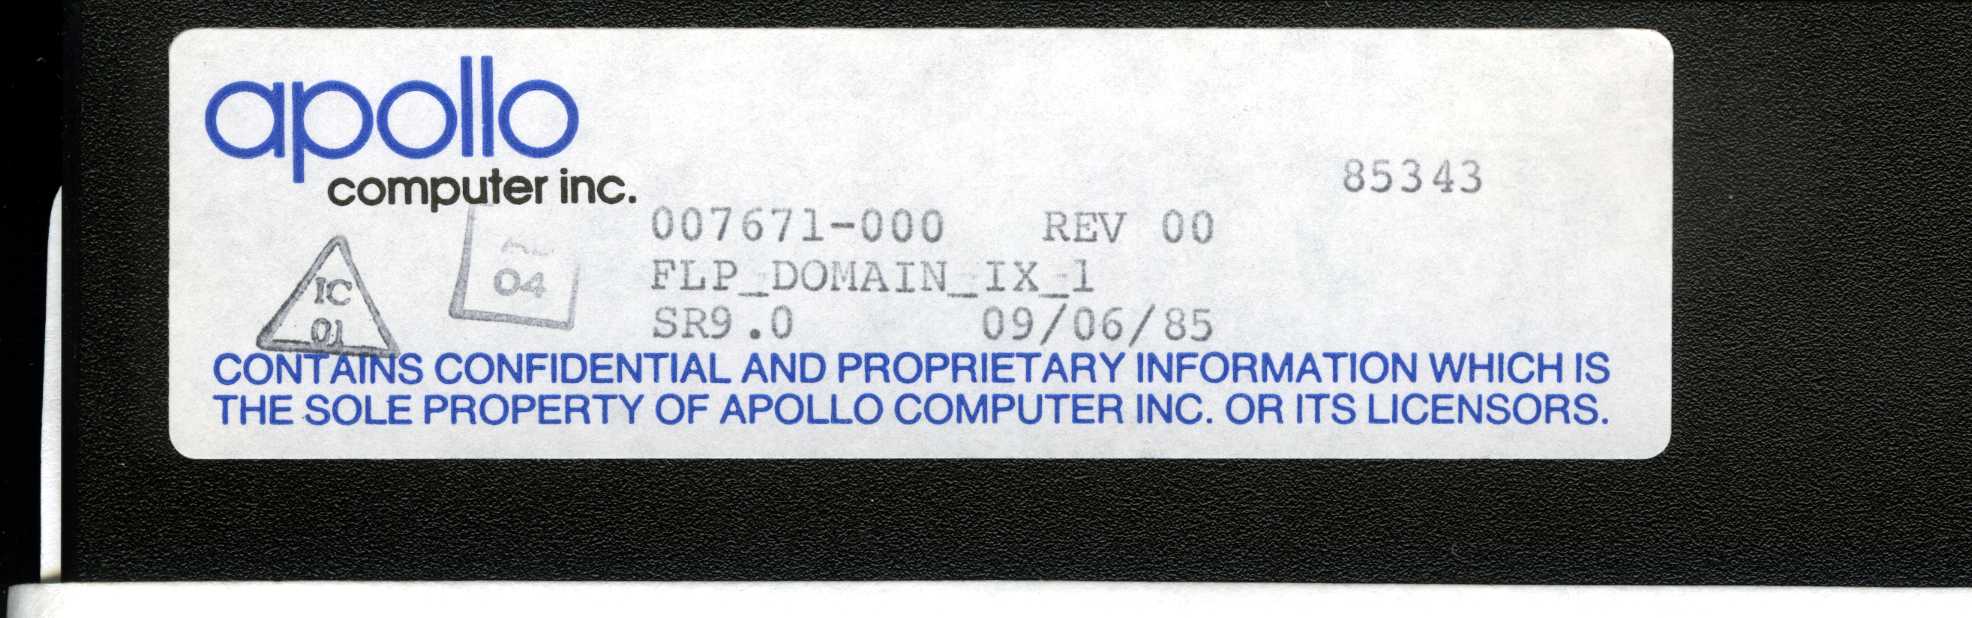 apollo
computer inc.
85343
007671-000 REV 00
IC
01
04
FLP_DOMAIN_IX_1
SR9.0 09/06/85
CONTAINS CONFIDENTIAL AND PROPRIETARY INFORMATION WHICH IS
THE SOLE PROPERTY OF APOLLO COMPUTER INC. OR ITS LICENSORS.